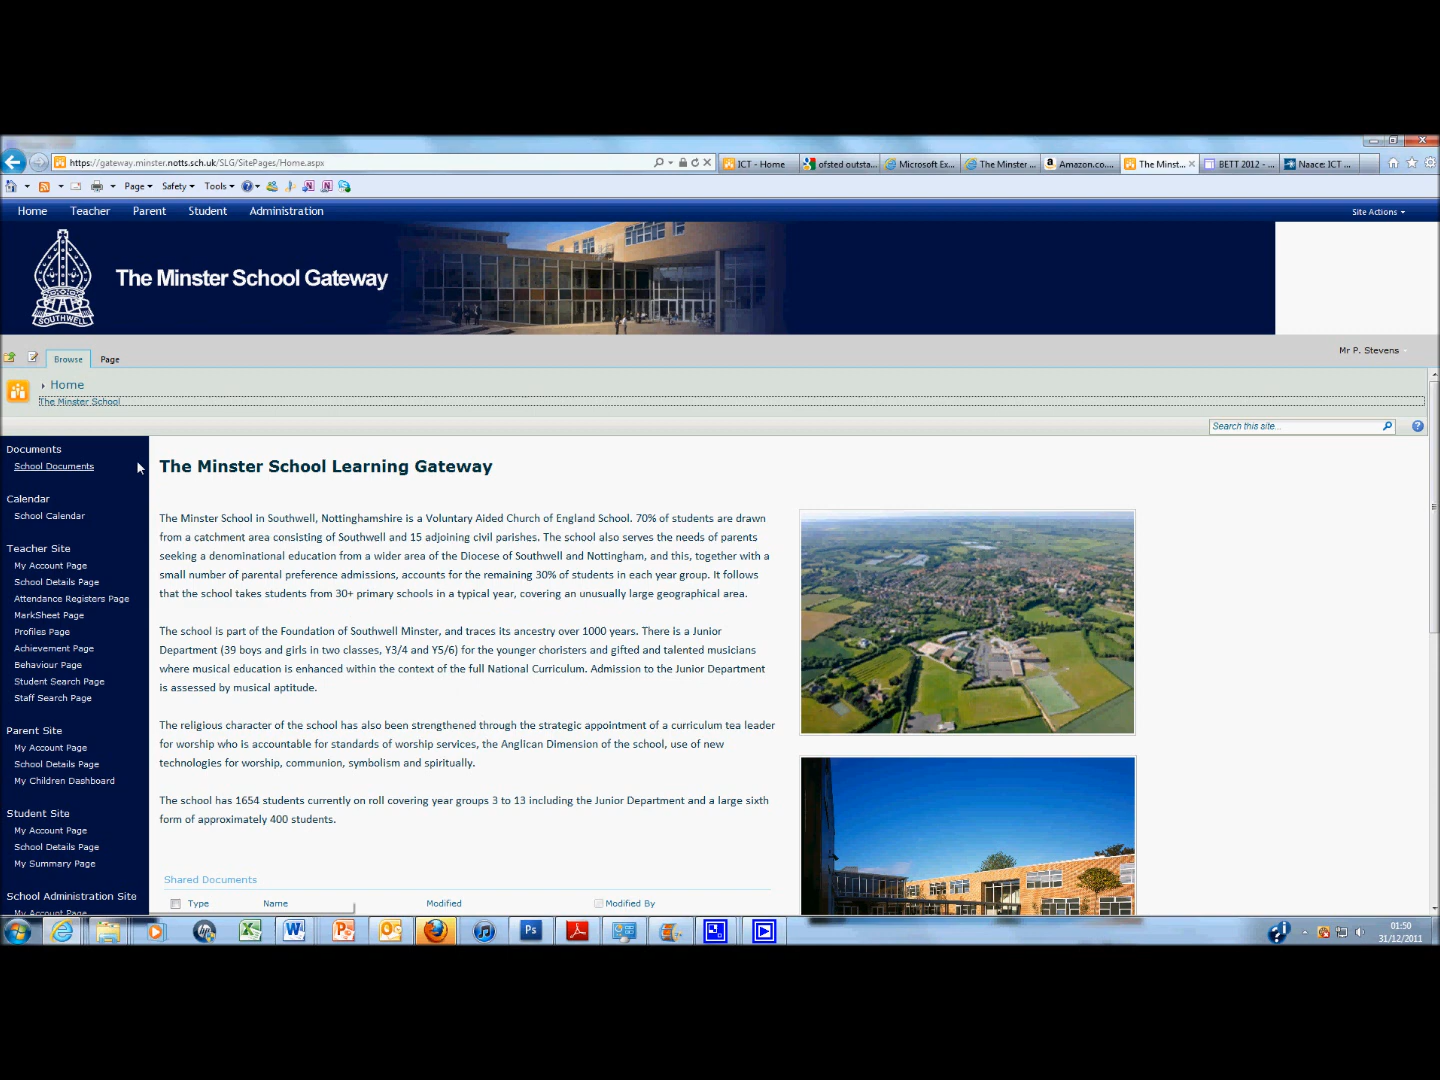 https://gateway.minster.notts.sch.uk/SLG/SitePages/Home.aspx
ICT - Home
ofsted outsta...
Microsoft Ex...
The Minster ...
Amazon.co....
The Minst...
BETT 2012 - ...
Naace: ICT ...
Page
Safety
Tools
Home
Teacher
Parent
Student
Administration
Site Actions
SOUTHWELL
The Minster School Gateway
Browse
Page
Mr P. Stevens
Home
The Minster School
Search this site...
Documents
School Documents
Calendar
School Calendar
Teacher Site
My Account Page
School Details Page
Attendance Registers Page
MarkSheet Page
Profiles Page
Achievement Page
Behaviour Page
Student Search Page
Staff Search Page
Parent Site
My Account Page
School Details Page
My Children Dashboard
Student Site
My Account Page
School Details Page
My Summary Page
School Administration Site
My Account Page
The Minster School Learning Gateway
The Minster School in Southwell, Nottinghamshire is a Voluntary Aided Church of England School. 70% of students are drawn
from a catchment area consisting of Southwell and 15 adjoining civil parishes. The school also serves the needs of parents
seeking a denominational education from a wider area of the Diocese of Southwell and Nottingham, and this, together with a
small number of parental preference admissions, accounts for the remaining 30% of students in each year group. It follows
that the school takes students from 30+ primary schools in a typical year, covering an unusually large geographical area.
The school is part of the Foundation of Southwell Minster, and traces its ancestry over 1000 years. There is a Junior
Department (39 boys and girls in two classes, Y3/4 and Y5/6) for the younger choristers and gifted and talented musicians
where musical education is enhanced within the context of the full National Curriculum. Admission to the Junior Department
is assessed by musical aptitude.
The religious character of the school has also been strengthened through the strategic appointment of a curriculum tea leader
for worship who is accountable for standards of worship services, the Anglican Dimension of the school, use of new
technologies for worship, communion, symbolism and spiritually.
The school has 1654 students currently on roll covering year groups 3 to 13 including the Junior Department and a large sixth
form of approximately 400 students.
Shared Documents
Type
Name
Modified
Modified By
hp
Ps
01:50
31/12/2011